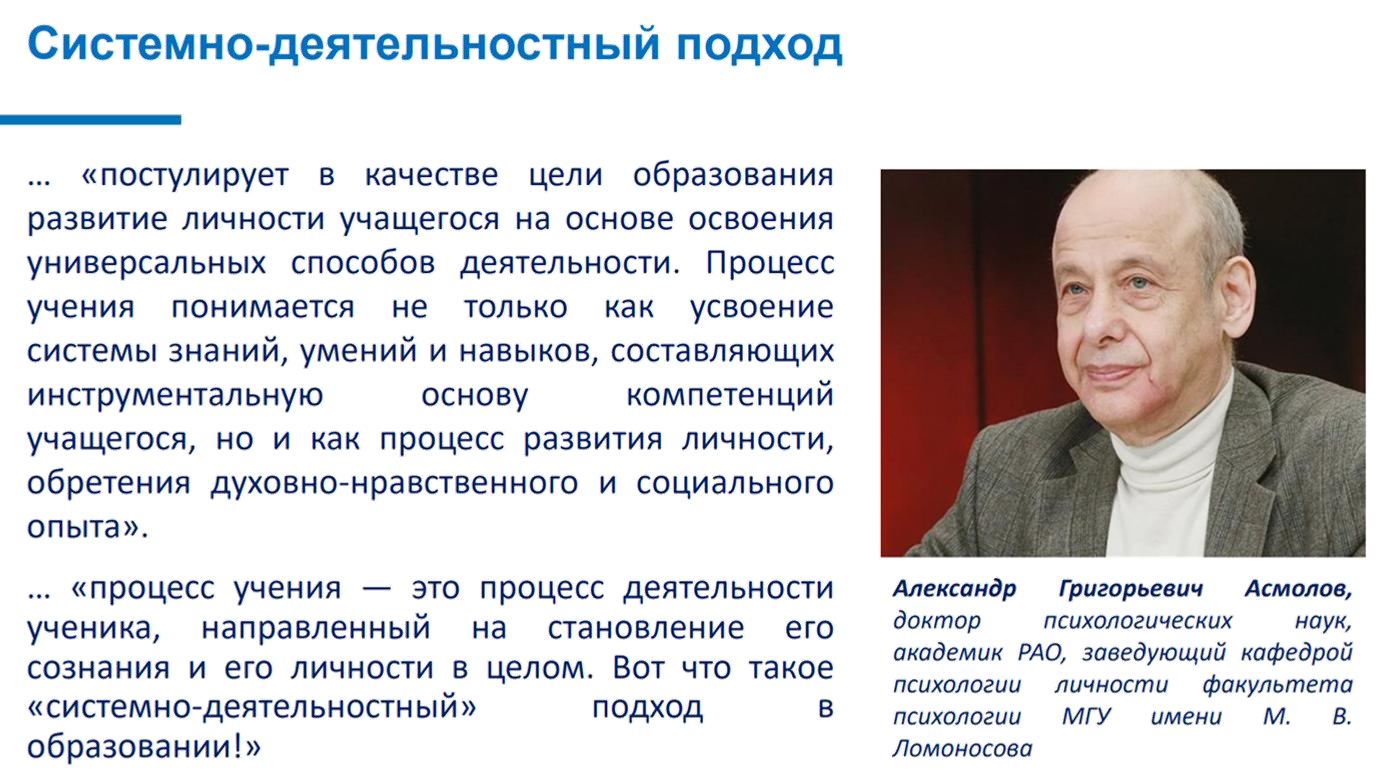 Системно-деятельностный подход
... «постулирует в качестве цели образования
развитие личности учащегося на основе освоения
универсальных способов деятельности. Процесс
учения понимается не только как усвоение
системы знаний, умений и навыков, составляющих
инструментальную основу компетенций
учащегося, но и как процесс развития личности,
обретения духовно-нравственного и социального
опыта».
... «процесс учения — это процесс деятельности
ученика, направленный на становление его
сознания и его личности в целом. Вот что такое
«системно-деятельностный» подход в
образовании!»
Александр Григорьевич Асмолов,
доктор психологических наук,
академик РАО, заведующий кафедрой
психологии личности факультета
психологии МГУ имени М. В.
Ломоносова